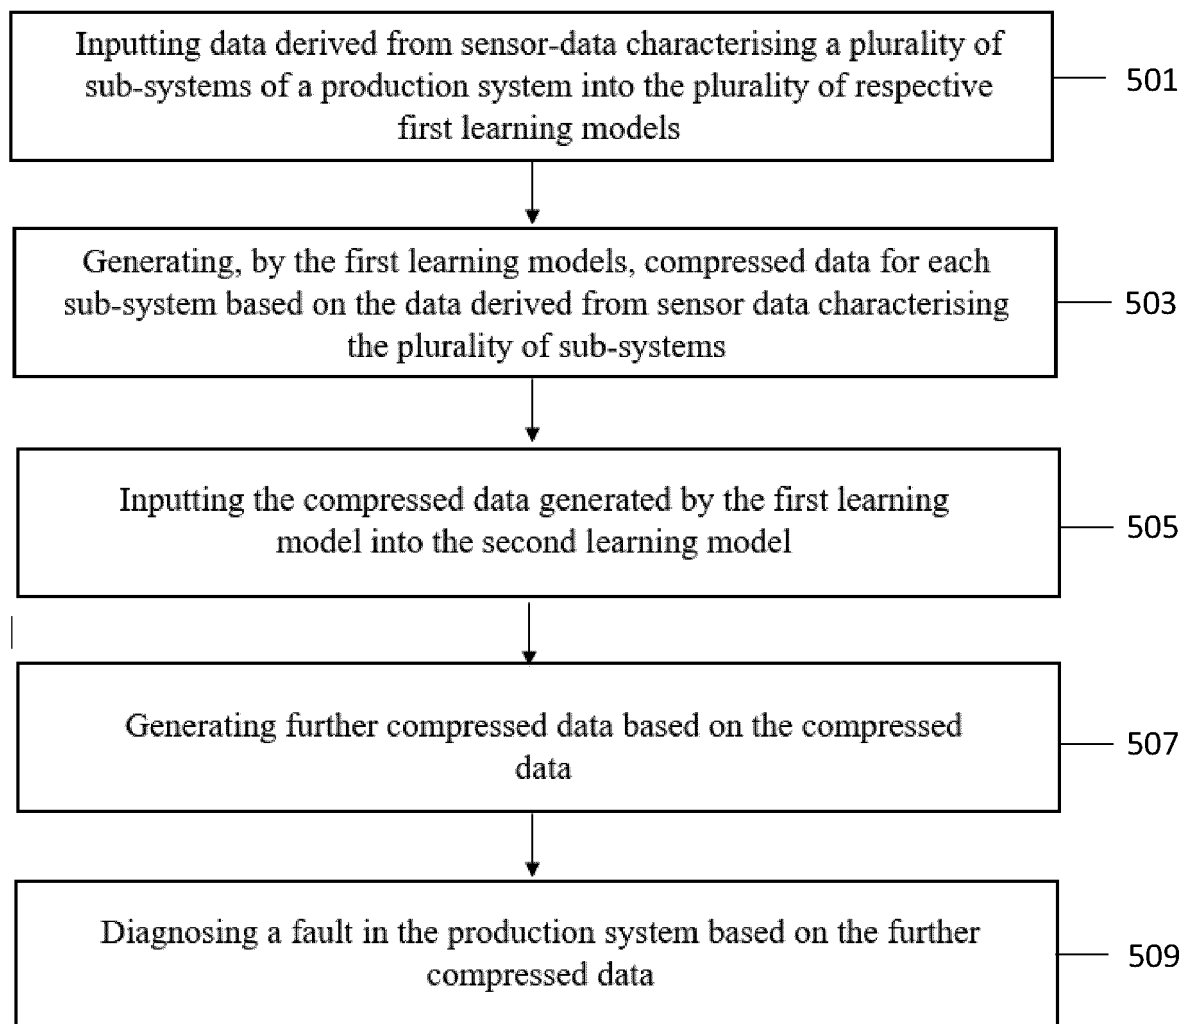 Inputting data derived from sensor-data characterising a plurality of
sub-systems of a production system into the plurality of respective
first learning models
501
Generating, by the first learning models, compressed data for each
sub-system based on the data derived from sensor data characterising
the plurality of sub-systems
503
Inputting the compressed data generated by the first learning
model into the second learning model
505
Generating further compressed data based on the compressed
data
507
Diagnosing a fault in the production system based on the further
compressed data
509